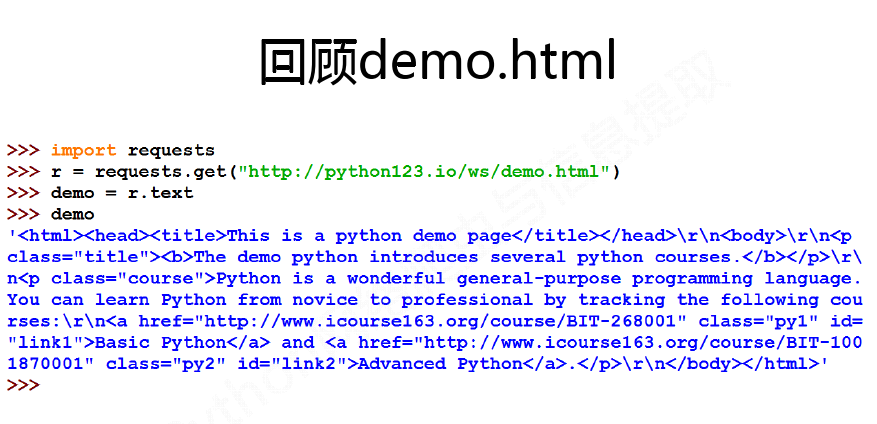 回顾demo.html
>>> import requests
>>> r = requests.get("http://python123.io/ws/demo.html")
>>> demo = r.text
>>> demo
'<html><head><title>This is a python demo page</title></head>\r\n<body>\r\n<p
class="title"><b>The demo python introduces several python courses.</b></p>\r\
n<p class="course">Python is a wonderful general-purpose programming language.
You can learn Python from novice to professional by tracking the following cou
rses:\r\n<a href="http://www.icourse163.org/course/BIT-268001" class="py1" id=
"link1">Basic Python</a> and <a href="http://www.icourse163.org/course/BIT-100
1870001" class="py2" id="link2">Advanced Python</a>.</p>\r\n</body></html>'
>>>